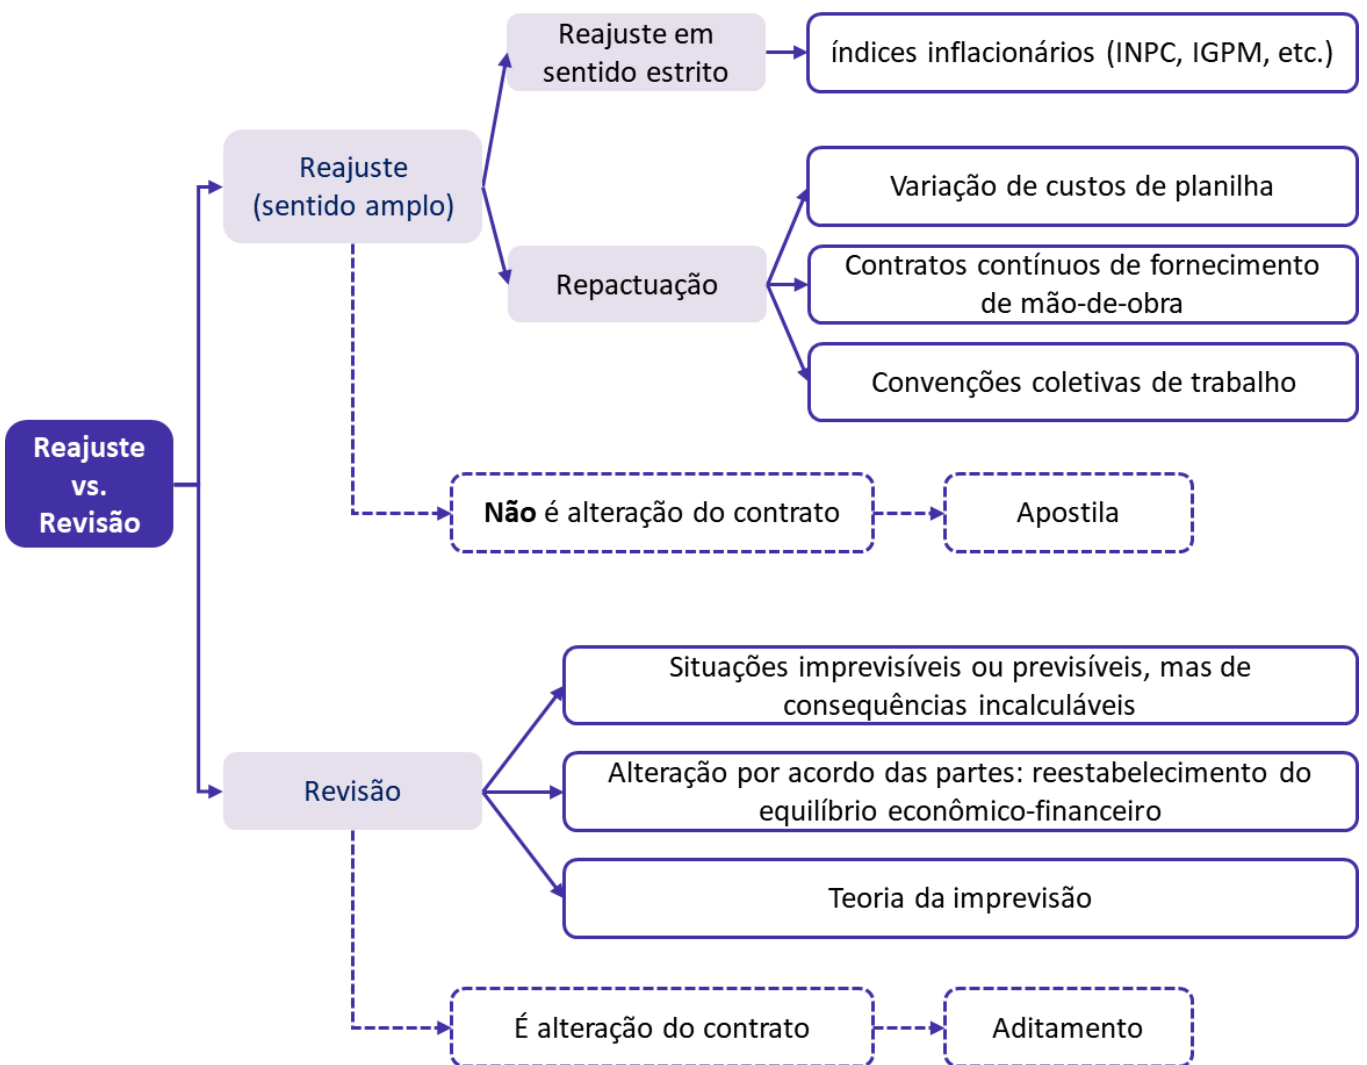 Reajuste em
sentido estrito
índices inflacionários (INPC, IGPM, etc.)
Reajuste
(sentido amplo)
Variação de custos de planilha
Repactuação
Contratos contínuos de fornecimento
de mão-de-obra
Convenções coletivas de trabalho
Reajuste
vs.
Revisão
Não é alteração do contrato
Apostila
Situações imprevisíveis ou previsíveis, mas de
consequências incalculáveis
Revisão
Alteração por acordo das partes: reestabelecimento do
equilíbrio econômico-financeiro
Teoria da imprevisão
É alteração do contrato
Aditamento